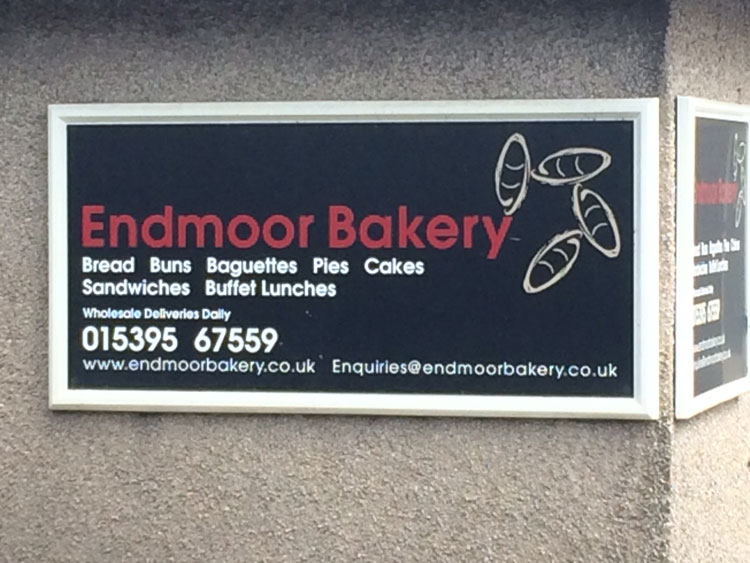 Endmoor Bakery
Bread Buns Baguettes Pies Cakes
Sandwiches Buffet Lunches
Wholesale Deliveries Daily
015395 67559
www.endmoorbakery.co.uk Enquiries@endmoorbakery.co.uk